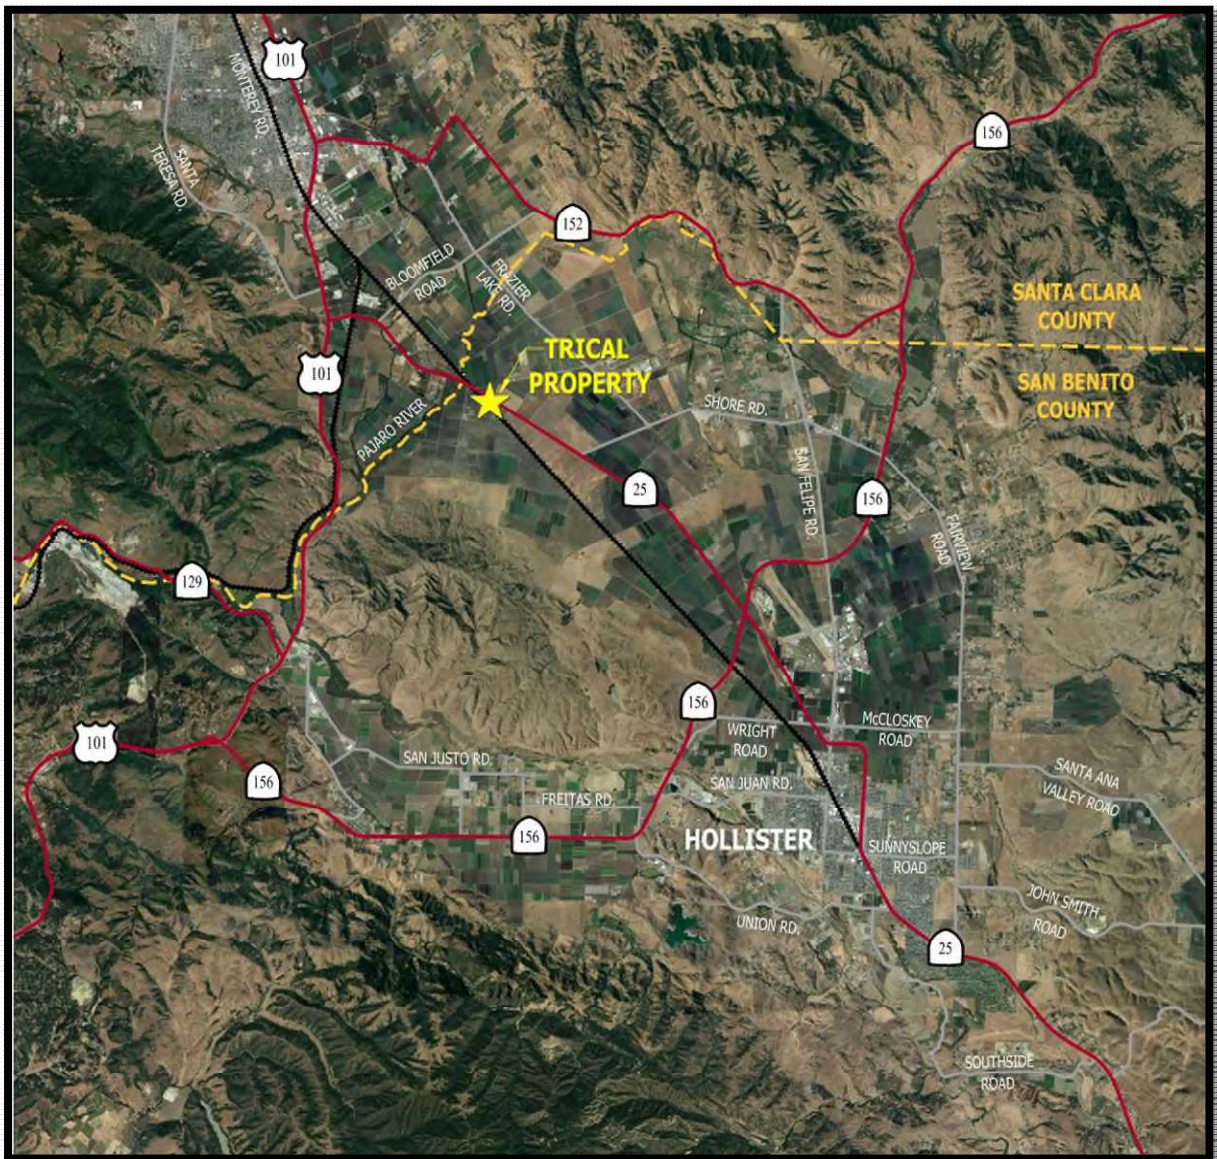 101
MONTEREY RD.
156
SANTA
TERESA RD.
152
BLOOMFIELD
ROAD
FRAZIER
LAKE RD.
SANTA CLARA
COUNTY
TRICAL
PROPERTY
101
SAN BENITO
COUNTY
PAJARO RIVER
SHORE RD.
SAN FELIPE RD.
25
156
FAIRVIEW
ROAD
129
156
WRIGHT
ROAD
McCLOSKEY
ROAD
101
SAN JUSTO RD.
156
SAN JUAN RD.
SANTA ANA
VALLEY ROAD
FREITAS RD.
156
HOLLISTER
SUNNYSLOPE
ROAD
JOHN SMITH
ROAD
UNION RD.
25
SOUTHSIDE
ROAD